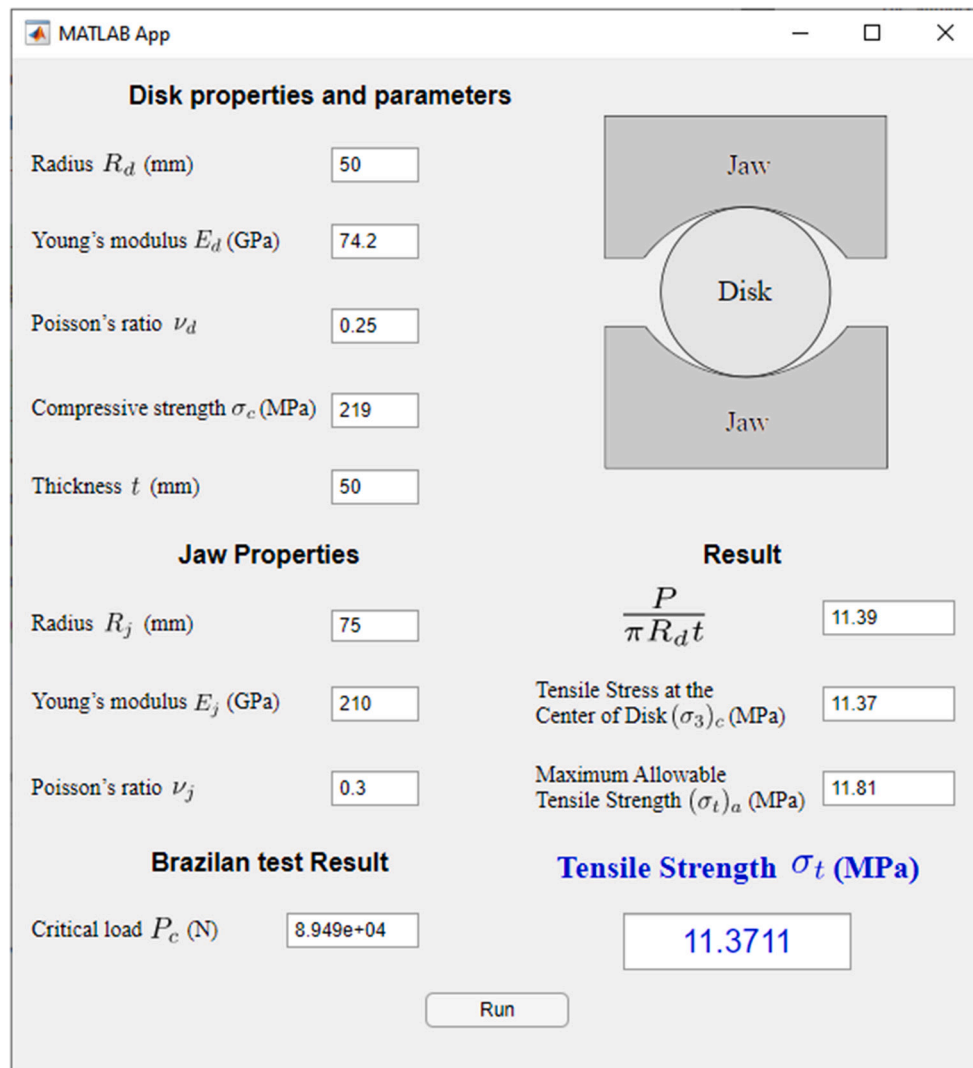 MATLAB App
Disk properties and parameters
Radius R_d (mm)
50
Young's modulus E_d (GPa)
74.2
Poisson's ratio ν_d
0.25
Compressive strength σ_c (MPa)
219
Thickness t (mm)
50
Jaw
Disk
Jaw
Jaw Properties
Radius R_j (mm)
75
Young's modulus E_j (GPa)
210
Poisson's ratio ν_j
0.3
Brazilan test Result
Critical load P_c (N)
8.949e+04
Result
P
π R_d t
11.39
Tensile Stress at the
Center of Disk (σ_3)_c (MPa)
11.37
Maximum Allowable
Tensile Strength (σ_t)_a (MPa)
11.81
Tensile Strength σ_t (MPa)
11.3711
Run